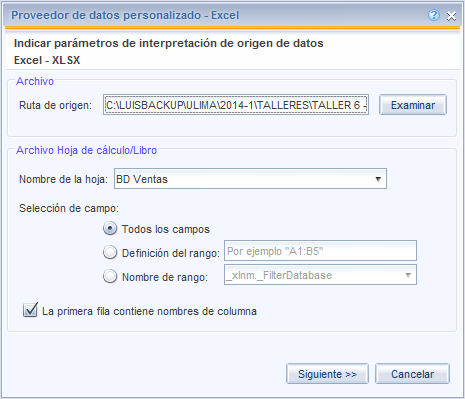 Proveedor de datos personalizado - Excel
Indicar parámetros de interpretación de origen de datos
Excel - XLSX
Archivo
Ruta de origen: C:\LUISBACKUP\ULIMA\2014-1\TALLERES\TALLER 6 - Examinar
Archivo Hoja de cálculo/Libro
Nombre de la hoja: BD Ventas
Selección de campo:
Todos los campos
Definición del rango: Por ejemplo "A1:B5"
Nombre de rango: _xlnm._FilterDatabase
La primera fila contiene nombres de columna
Siguiente >> Cancelar